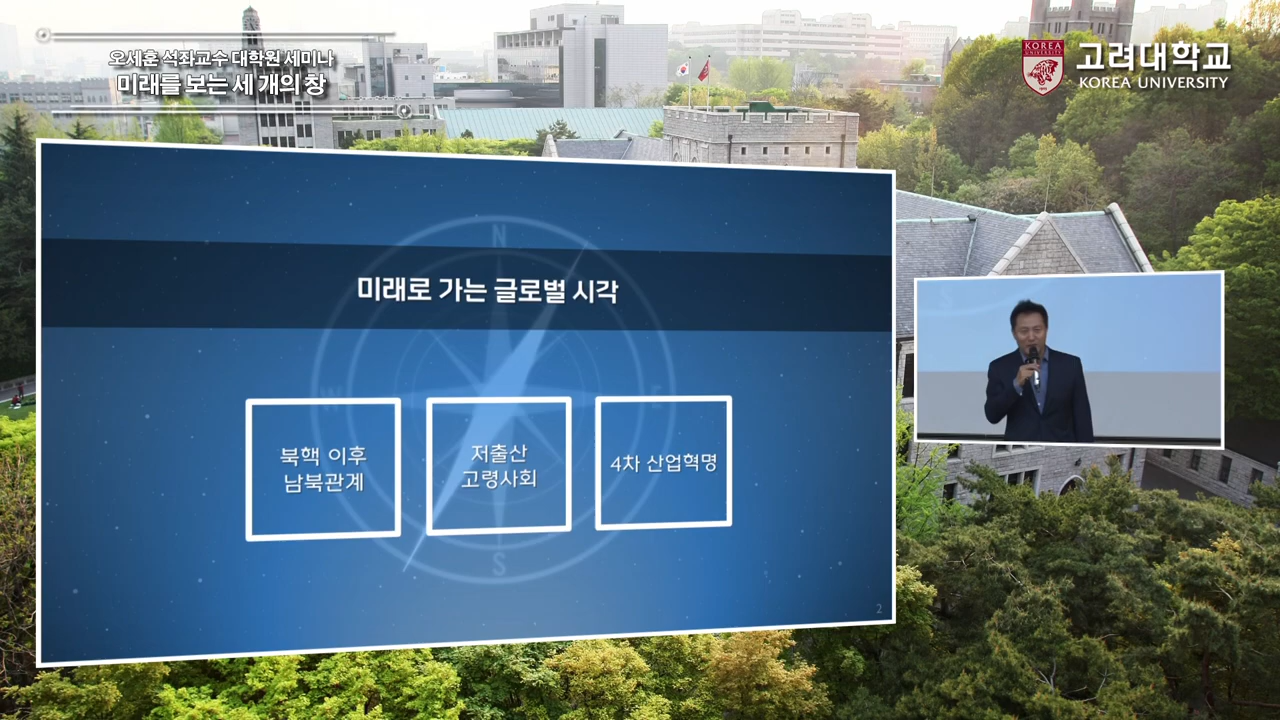 오세훈 석좌교수 대학원 세미나
미래를 보는 세 개의 창
KOREA
UNIVERSITY
1905
고려대학교
KOREA UNIVERSITY
미래로 가는 글로벌 시각
N
W
E
S
북핵 이후
남북관계
저출산
고령사회
4차 산업혁명
2